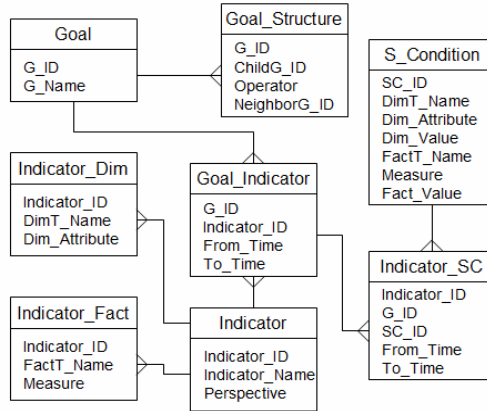 Goal
G_ID
G_Name
Goal_Structure
G_ID
ChildG_ID
Operator
NeighborG_ID
S_Condition
SC_ID
DimT_Name
Dim_Attribute
Dim_Value
FactT_Name
Measure
Fact_Value
Indicator_Dim
Indicator_ID
DimT_Name
Dim_Attribute
Goal_Indicator
G_ID
Indicator_ID
From_Time
To_Time
Indicator_SC
Indicator_ID
G_ID
SC_ID
From_Time
To_Time
Indicator_Fact
Indicator_ID
FactT_Name
Measure
Indicator
Indicator_ID
Indicator_Name
Perspective